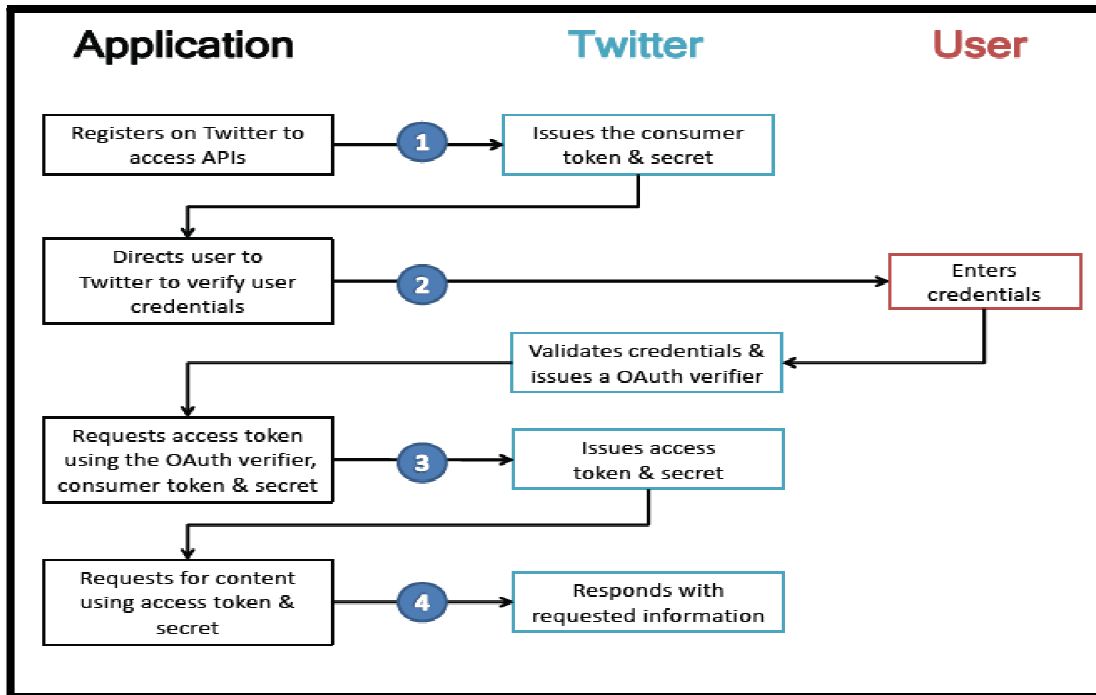 Application
Twitter
User
Registers on Twitter to
access APIs
1
Issues the consumer
token & secret
Directs user to
Twitter to verify user
credentials
2
Enters
credentials
Validates credentials &
issues a OAuth verifier
Requests access token
using the OAuth verifier,
consumer token & secret
3
Issues access
token & secret
Requests for content
using access token &
secret
4
Responds with
requested information